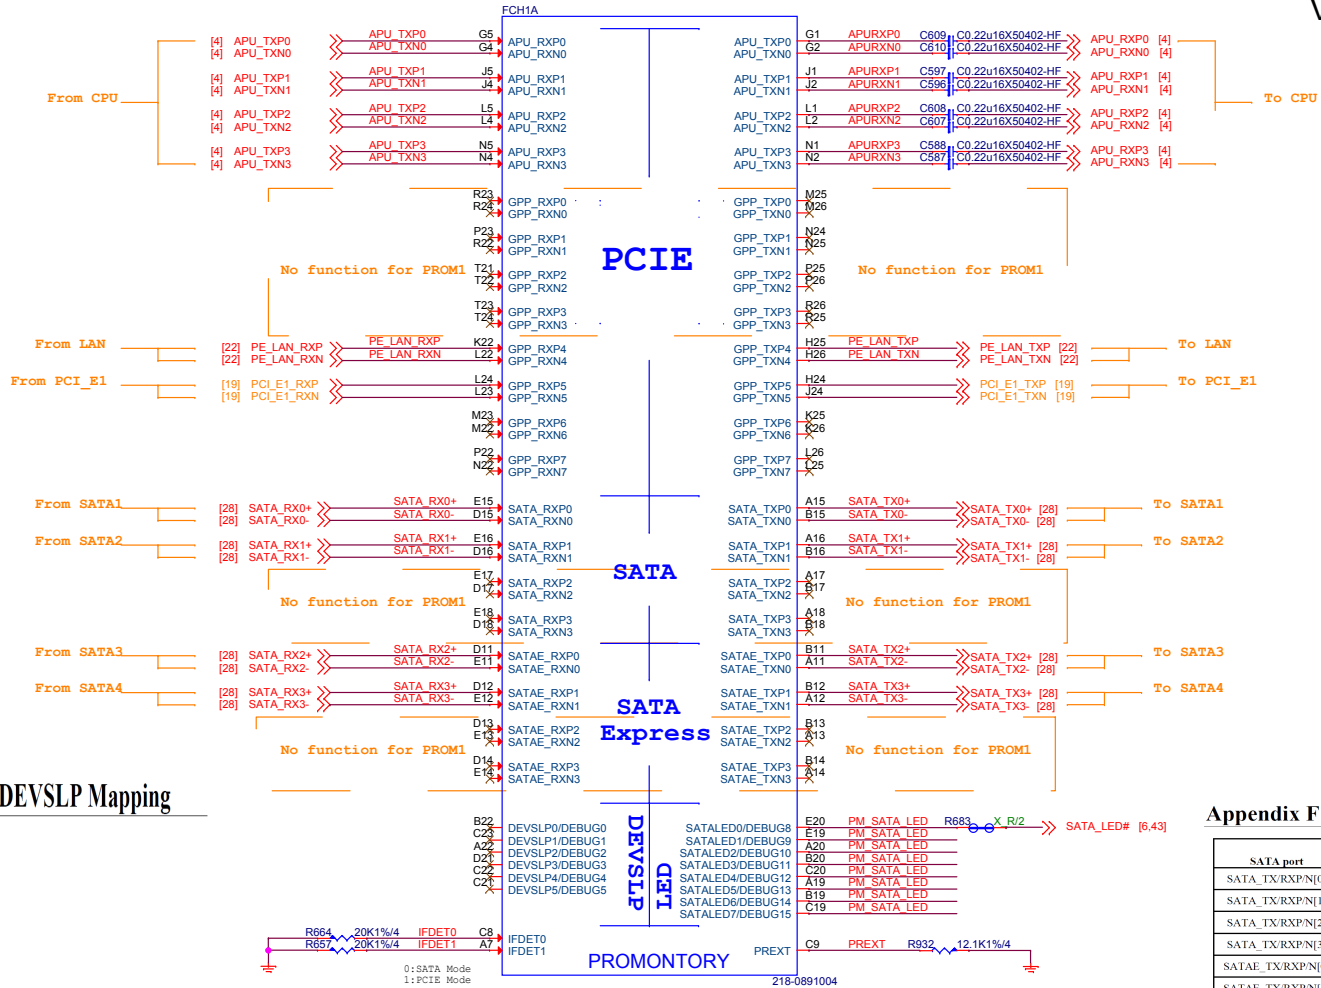 FCH1A
[4] APU_TXP0 APU_TXP0 G5 APU_RXP0 APU_TXP0 G1 APURXP0 C609 C0.22u16X50402-HF APU_RXP0 [4]
[4] APU_TXN0 APU_TXN0 G4 APU_RXN0 APU_TXN0 G2 APURXN0 C610 C0.22u16X50402-HF APU_RXN0 [4]
[4] APU_TXP1 APU_TXP1 J5 APU_RXP1 APU_TXP1 J1 APURXP1 C597 C0.22u16X50402-HF APU_RXP1 [4]
[4] APU_TXN1 APU_TXN1 J4 APU_RXN1 APU_TXN1 J2 APURXN1 C596 C0.22u16X50402-HF APU_RXN1 [4]
From CPU To CPU
[4] APU_TXP2 APU_TXP2 L5 APU_RXP2 APU_TXP2 L1 APURXP2 C608 C0.22u16X50402-HF APU_RXP2 [4]
[4] APU_TXN2 APU_TXN2 L4 APU_RXN2 APU_TXN2 L2 APURXN2 C607 C0.22u16X50402-HF APU_RXN2 [4]
[4] APU_TXP3 APU_TXP3 N5 APU_RXP3 APU_TXP3 N1 APURXP3 C588 C0.22u16X50402-HF APU_RXP3 [4]
[4] APU_TXN3 APU_TXN3 N4 APU_RXN3 APU_TXN3 N2 APURXN3 C587 C0.22u16X50402-HF APU_RXN3 [4]
R23 GPP_RXP0 GPP_TXP0 M25
R24 GPP_RXN0 GPP_TXN0 M26
P23 GPP_RXP1 GPP_TXP1 N24
R22 GPP_RXN1 GPP_TXN1 N25
PCIE
No function for PROM1 No function for PROM1
T21 GPP_RXP2 GPP_TXP2 P25
T22 GPP_RXN2 GPP_TXN2 P26
T23 GPP_RXP3 GPP_TXP3 R26
T24 GPP_RXN3 GPP_TXN3 R25
From LAN To LAN
[22] PE_LAN_RXP PE_LAN_RXP K22 GPP_RXP4 GPP_TXP4 H25 PE_LAN_TXP PE_LAN_TXP [22]
[22] PE_LAN_RXN PE_LAN_RXN L22 GPP_RXN4 GPP_TXN4 H26 PE_LAN_TXN PE_LAN_TXN [22]
From PCI_E1 To PCI_E1
[19] PCI_E1_RXP L24 GPP_RXP5 GPP_TXP5 H24 PCI_E1_TXP [19]
[19] PCI_E1_RXN L23 GPP_RXN5 GPP_TXN5 J24 PCI_E1_TXN [19]
M23 GPP_RXP6 GPP_TXP6 K25
M22 GPP_RXN6 GPP_TXN6 K26
P22 GPP_RXP7 GPP_TXP7 L26
N22 GPP_RXN7 GPP_TXN7 L25
From SATA1 To SATA1
[28] SATA_RX0+ SATA_RX0+ E15 SATA_RXP0 SATA_TXP0 A15 SATA_TX0+ SATA_TX0+ [28]
[28] SATA_RX0- SATA_RX0- D15 SATA_RXN0 SATA_TXN0 B15 SATA_TX0- SATA_TX0- [28]
From SATA2 To SATA2
[28] SATA_RX1+ SATA_RX1+ E16 SATA_RXP1 SATA_TXP1 A16 SATA_TX1+ SATA_TX1+ [28]
[28] SATA_RX1- SATA_RX1- D16 SATA_RXN1 SATA_TXN1 B16 SATA_TX1- SATA_TX1- [28]
SATA
E17 SATA_RXP2 SATA_TXP2 A17
D17 SATA_RXN2 SATA_TXN2 B17
No function for PROM1 No function for PROM1
E18 SATA_RXP3 SATA_TXP3 A18
D18 SATA_RXN3 SATA_TXN3 B18
From SATA3 To SATA3
[28] SATA_RX2+ SATA_RX2+ D11 SATAE_RXP0 SATAE_TXP0 B11 SATA_TX2+ SATA_TX2+ [28]
[28] SATA_RX2- SATA_RX2- E11 SATAE_RXN0 SATAE_TXN0 A11 SATA_TX2- SATA_TX2- [28]
From SATA4 To SATA4
[28] SATA_RX3+ SATA_RX3+ D12 SATAE_RXP1 SATAE_TXP1 B12 SATA_TX3+ SATA_TX3+ [28]
[28] SATA_RX3- SATA_RX3- E12 SATAE_RXN1 SATAE_TXN1 A12 SATA_TX3- SATA_TX3- [28]
SATA
Express
D13 SATAE_RXP2 SATAE_TXP2 B13
E13 SATAE_RXN2 SATAE_TXN2 A13
No function for PROM1 No function for PROM1
D14 SATAE_RXP3 SATAE_TXP3 B14
E14 SATAE_RXN3 SATAE_TXN3 A14
DEVSLP Mapping
Appendix F
B22 DEVSLP0/DEBUG0 SATALED0/DEBUG8 E20 PM_SATA_LED R683 X_R/2 SATA_LED# [6,43]
C23 DEVSLP1/DEBUG1 SATALED1/DEBUG9 E19 PM_SATA_LED
A22 DEVSLP2/DEBUG2 SATALED2/DEBUG10 A20 PM_SATA_LED
D21 DEVSLP3/DEBUG3 SATALED3/DEBUG11 B20 PM_SATA_LED
C22 DEVSLP4/DEBUG4 SATALED4/DEBUG12 C20 PM_SATA_LED
C21 DEVSLP5/DEBUG5 SATALED5/DEBUG13 A19 PM_SATA_LED
SATALED6/DEBUG14 B19 PM_SATA_LED
SATALED7/DEBUG15 C19 PM_SATA_LED
DEVSLP
LED
R664 20K1%/4 IFDET0 C8 IFDET0
R657 20K1%/4 IFDET1 A7 IFDET1 PREXT C9 PREXT R932 12.1K1%/4
0:SATA Mode
1:PCIE Mode
PROMONTORY
218-0891004
SATA port
SATA_TX/RXP/N[0
SATA_TX/RXP/N[1
SATA_TX/RXP/N[2
SATA_TX/RXP/N[3
SATAE_TX/RXP/N[